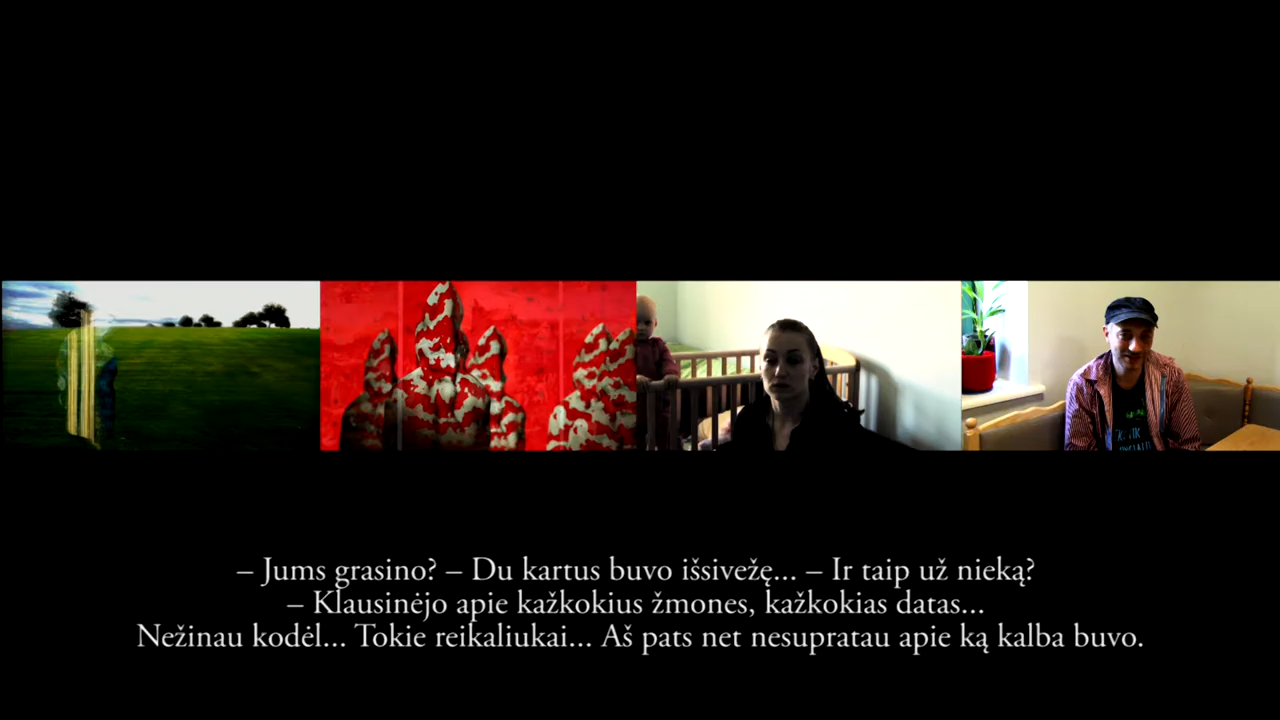 – Jums grasino? – Du kartus buvo išsivežę... – Ir taip už nieką?
– Klausinėjo apie kažkokius žmones, kažkokias datas...
Nežinau kodėl... Tokie reikaliukai... Aš pats net nesupratau apie ką kalba buvo.